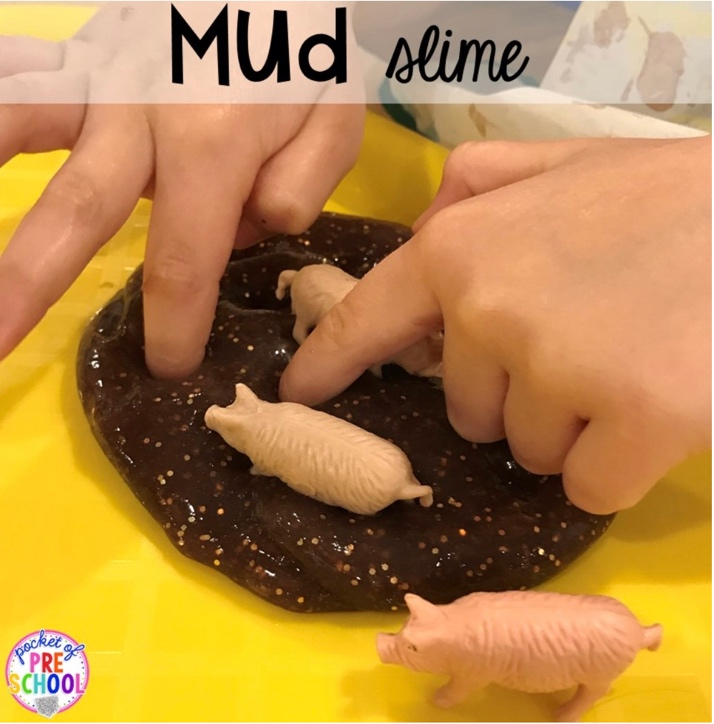 Mud slime
pocket of
PRE
SCHOOL